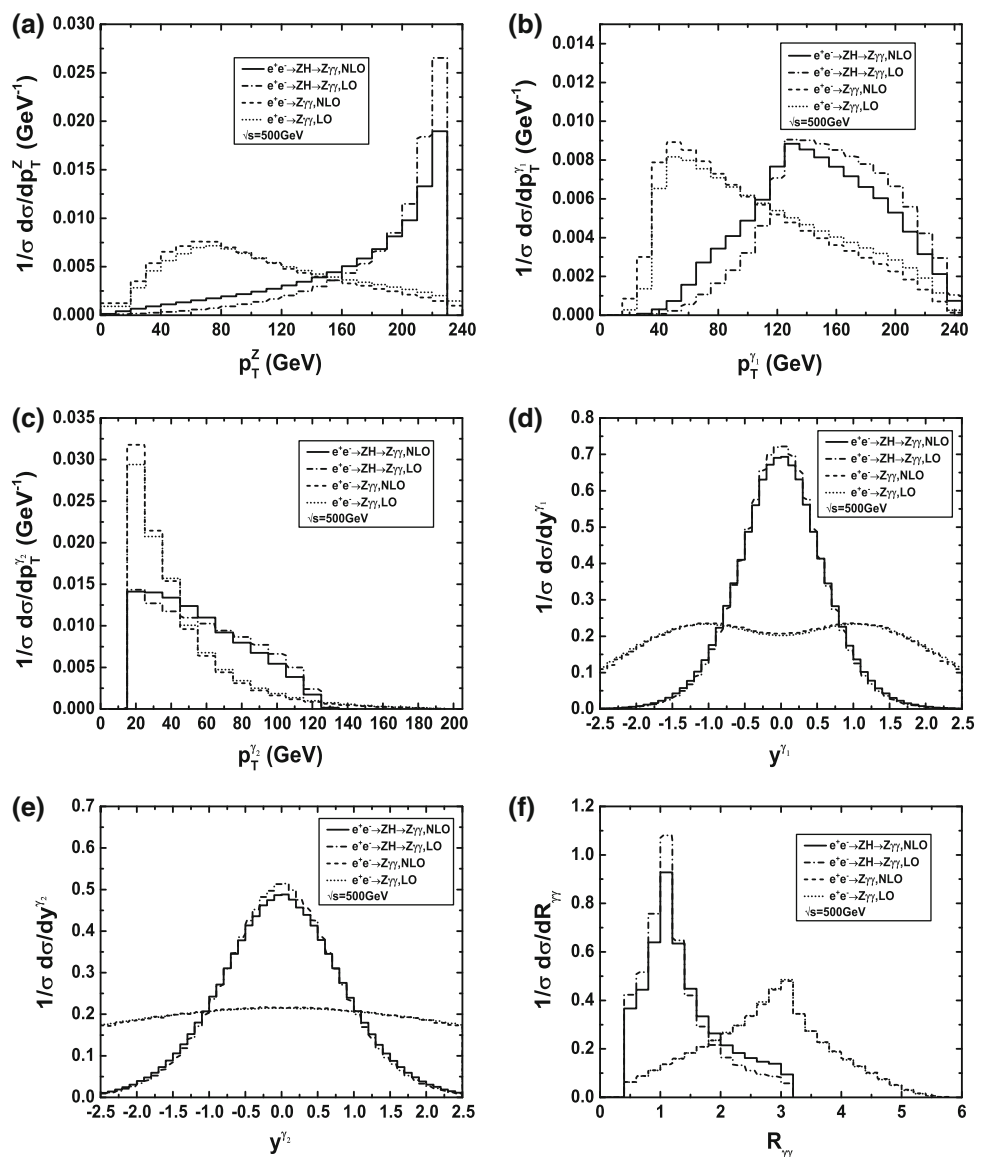 (a)
1/σ dσ/dp_T^Z (GeV⁻¹)
0.030
0.025
0.020
0.015
0.010
0.005
0.000
e⁺e⁻→ZH→Zγγ,NLO
e⁺e⁻→ZH→Zγγ,LO
e⁺e⁻→Zγγ,NLO
e⁺e⁻→Zγγ,LO
√s=500GeV
0 40 80 120 160 200 240
p_T^Z (GeV)
(b)
1/σ dσ/dp_T^γ₁ (GeV⁻¹)
0.014
0.012
0.010
0.008
0.006
0.004
0.002
0.000
e⁺e⁻→ZH→Zγγ,NLO
e⁺e⁻→ZH→Zγγ,LO
e⁺e⁻→Zγγ,NLO
e⁺e⁻→Zγγ,LO
√s=500GeV
0 40 80 120 160 200 240
p_T^γ₁ (GeV)
(c)
1/σ dσ/dp_T^γ₂ (GeV⁻¹)
0.035
0.030
0.025
0.020
0.015
0.010
0.005
0.000
e⁺e⁻→ZH→Zγγ,NLO
e⁺e⁻→ZH→Zγγ,LO
e⁺e⁻→Zγγ,NLO
e⁺e⁻→Zγγ,LO
√s=500GeV
0 40 80 120 160 200
p_T^γ₂ (GeV)
(d)
1/σ dσ/dy^γ₁
0.8
0.7
0.6
0.5
0.4
0.3
0.2
0.1
0.0
e⁺e⁻→ZH→Zγγ,NLO
e⁺e⁻→ZH→Zγγ,LO
e⁺e⁻→Zγγ,NLO
e⁺e⁻→Zγγ,LO
√s=500GeV
-2.5 -2.0 -1.5 -1.0 -0.5 0.0 0.5 1.0 1.5 2.0 2.5
y^γ₁
(e)
1/σ dσ/dy^γ₂
0.7
0.6
0.5
0.4
0.3
0.2
0.1
0.0
e⁺e⁻→ZH→Zγγ,NLO
e⁺e⁻→ZH→Zγγ,LO
e⁺e⁻→Zγγ,NLO
e⁺e⁻→Zγγ,LO
√s=500GeV
-2.5 -2.0 -1.5 -1.0 -0.5 0.0 0.5 1.0 1.5 2.0 2.5
y^γ₂
(f)
1/σ dσ/dR_γγ
1.2
1.0
0.8
0.6
0.4
0.2
0.0
e⁺e⁻→ZH→Zγγ,NLO
e⁺e⁻→ZH→Zγγ,LO
e⁺e⁻→Zγγ,NLO
e⁺e⁻→Zγγ,LO
√s=500GeV
0 1 2 3 4 5 6
R_γγ